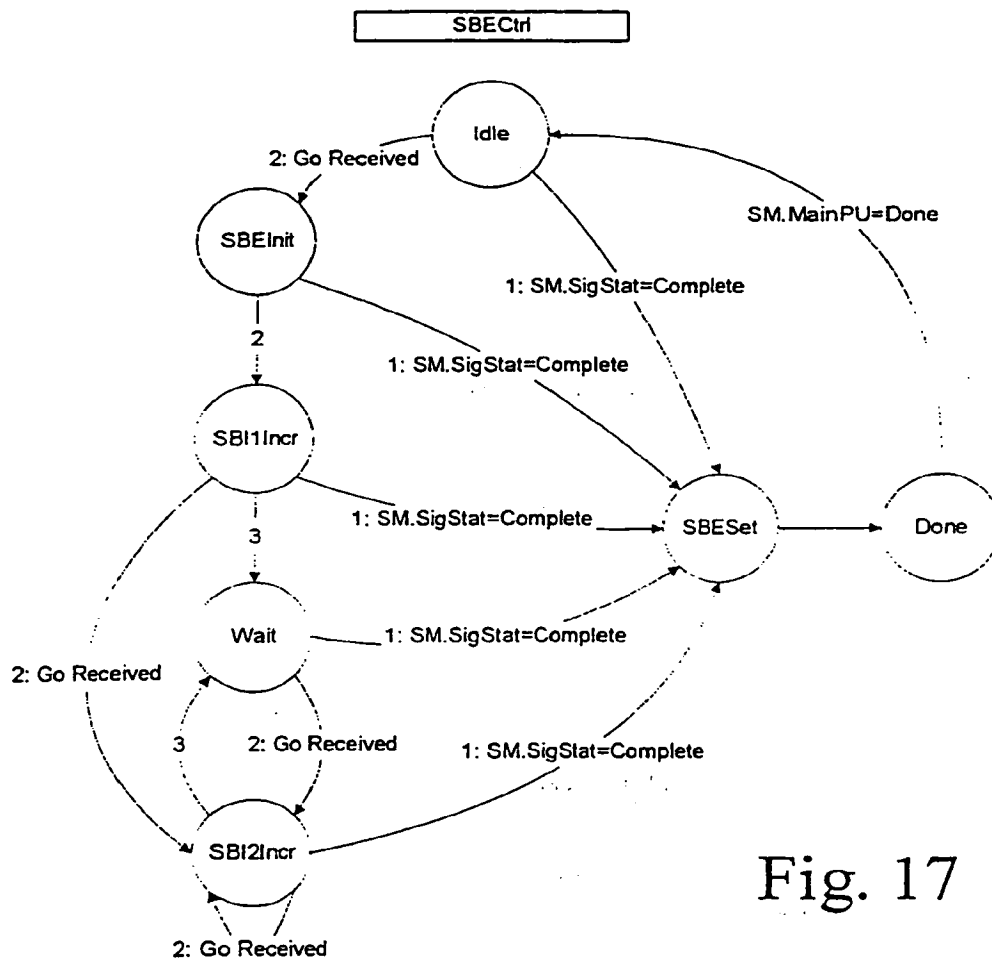 SBECtrl
Idle
2: Go Received
SM.MainPU=Done
SBEInit
1: SM.SigStat=Complete
2
1: SM.SigStat=Complete
SBI1Incr
1: SM.SigStat=Complete
SBESet
Done
3
Wait
1: SM.SigStat=Complete
2: Go Received
3
2: Go Received
1: SM.SigStat=Complete
SBI2Incr
Fig. 17
2: Go Received